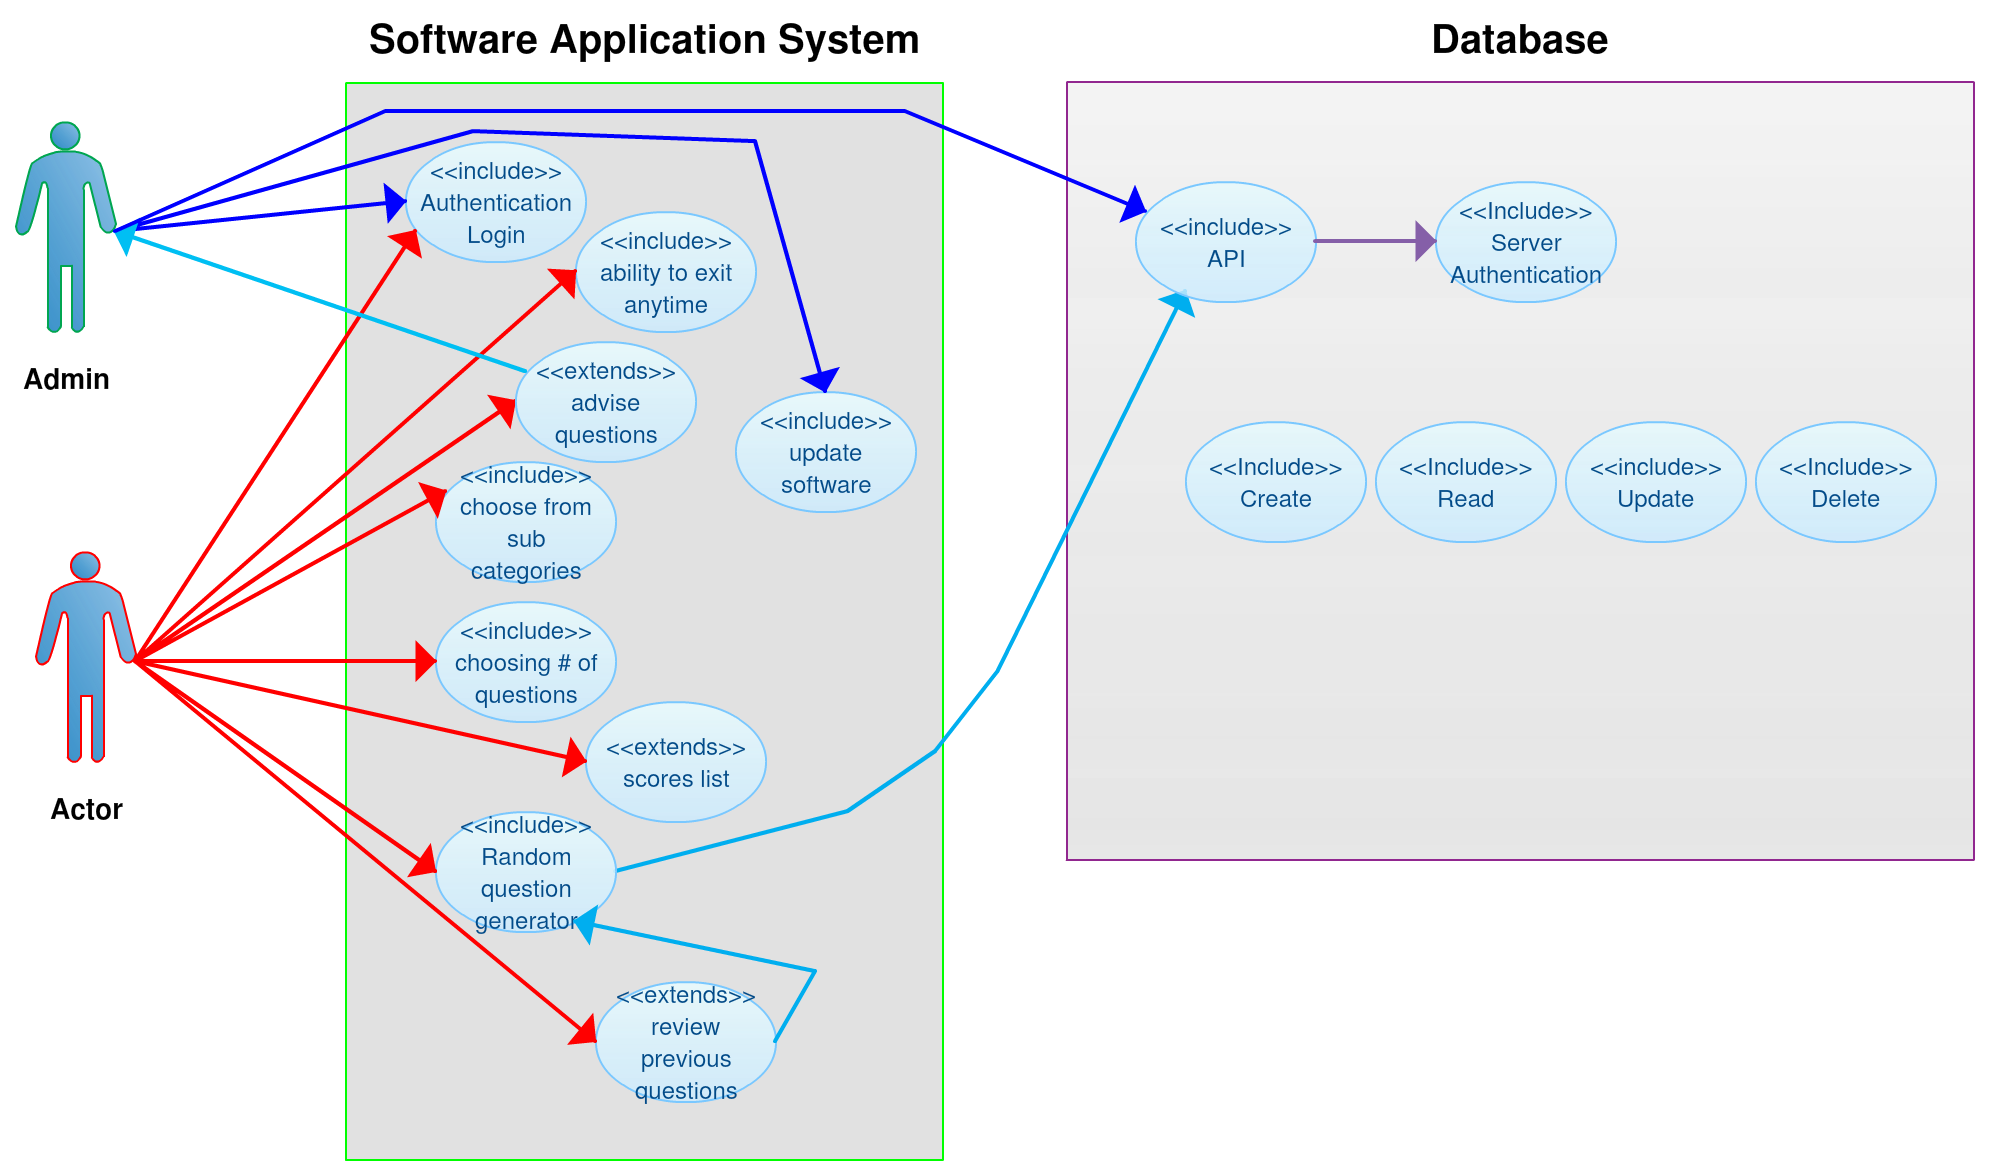 Software Application System
Database
Admin
Actor
<<include>>
Authentication
Login
<<include>>
ability to exit
anytime
<<extends>>
advise
questions
<<include>>
update
software
<<include>>
choose from
sub
categories
<<include>>
choosing # of
questions
<<extends>>
scores list
<<include>>
Random
question
generator
<<extends>>
review
previous
questions
<<include>>
API
<<Include>>
Server
Authentication
<<Include>>
Create
<<Include>>
Read
<<include>>
Update
<<Include>>
Delete